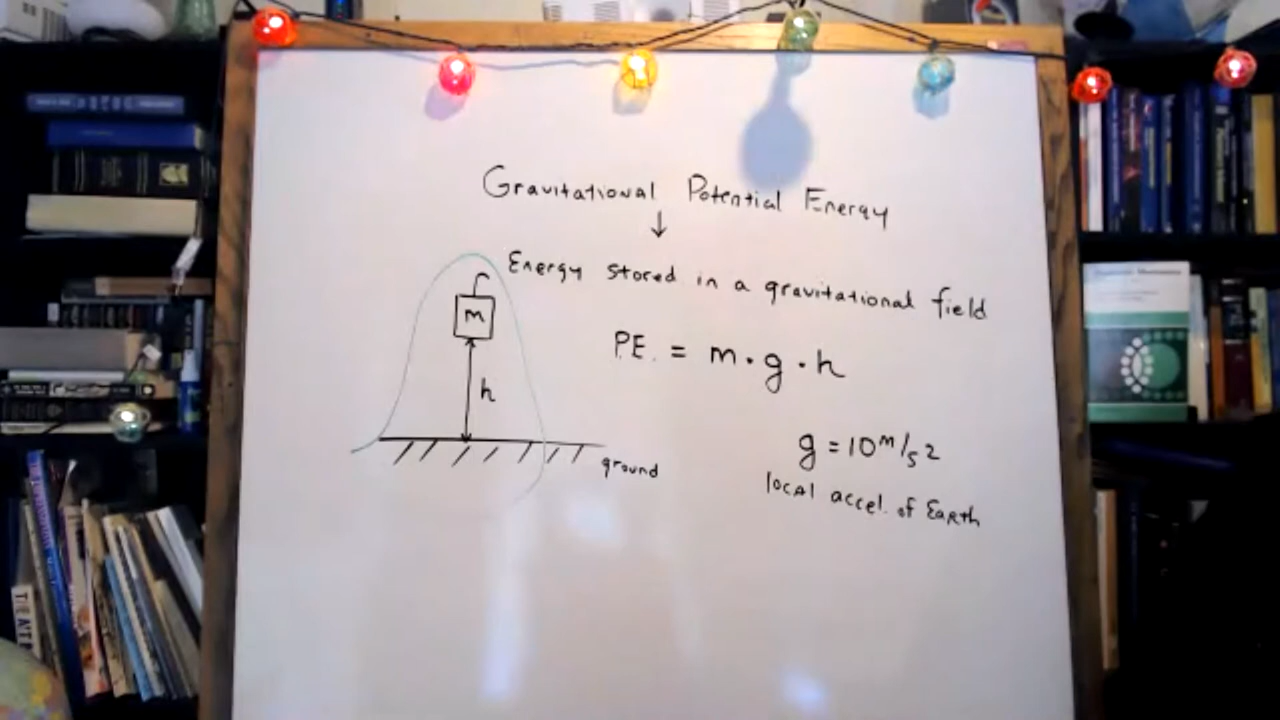 Gravitational Potential Energy
↓
Energy stored in a gravitational field
m
P.E. = m · g · h
h
g = 10 m/s2
ground
local accel. of Earth